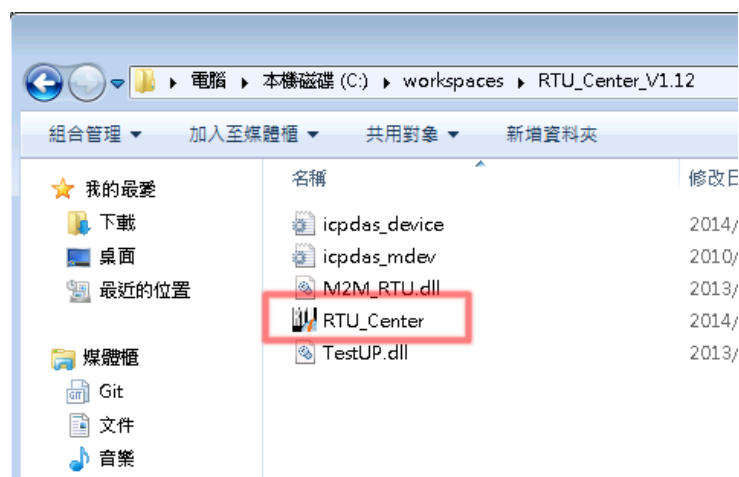 電腦 本機磁碟 (C:) workspaces RTU_Center_V1.12
組合管理 加入至媒體櫃 共用對象 新增資料夾
我的最愛
下載
桌面
最近的位置
媒體櫃
Git
文件
音樂
名稱 修改日
icpdas_device 2014/
icpdas_mdev 2010/
M2M_RTU.dll 2013/
RTU_Center 2014/
TestUP.dll 2013/